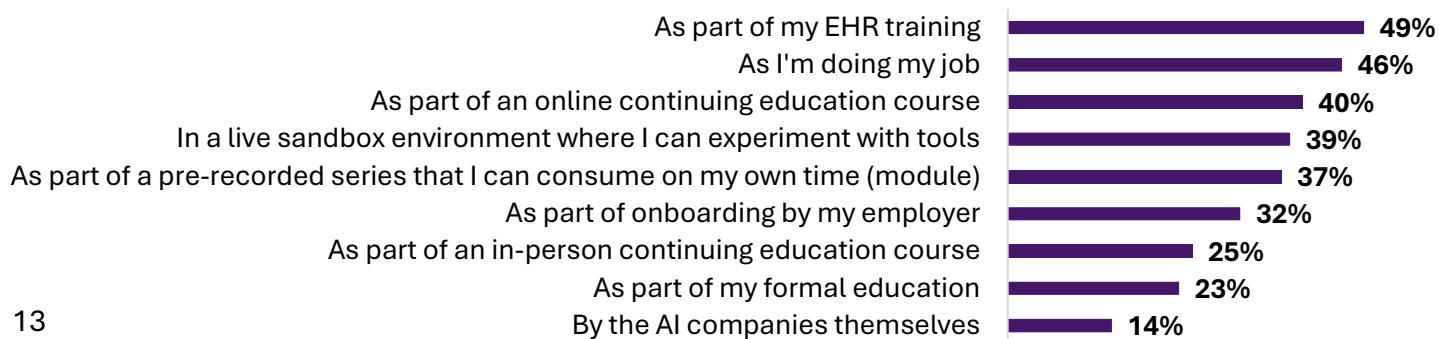 As part of my EHR training 49%
As I'm doing my job 46%
As part of an online continuing education course 40%
In a live sandbox environment where I can experiment with tools 39%
As part of a pre-recorded series that I can consume on my own time (module) 37%
As part of onboarding by my employer 32%
As part of an in-person continuing education course 25%
As part of my formal education 23%
By the AI companies themselves 14%
13